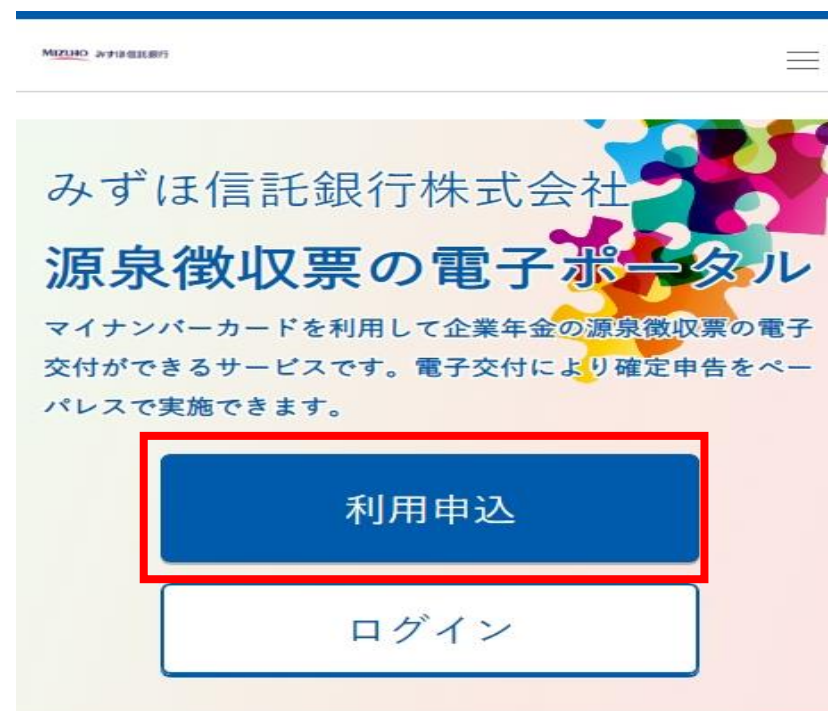 MIZUHO みずほ信託銀行
みずほ信託銀行株式会社
源泉徴収票の電子ポータル
マイナンバーカードを利用して企業年金の源泉徴収票の電子
交付ができるサービスです。電子交付により確定申告をペー
パレスで実施できます。
利用申込
ログイン